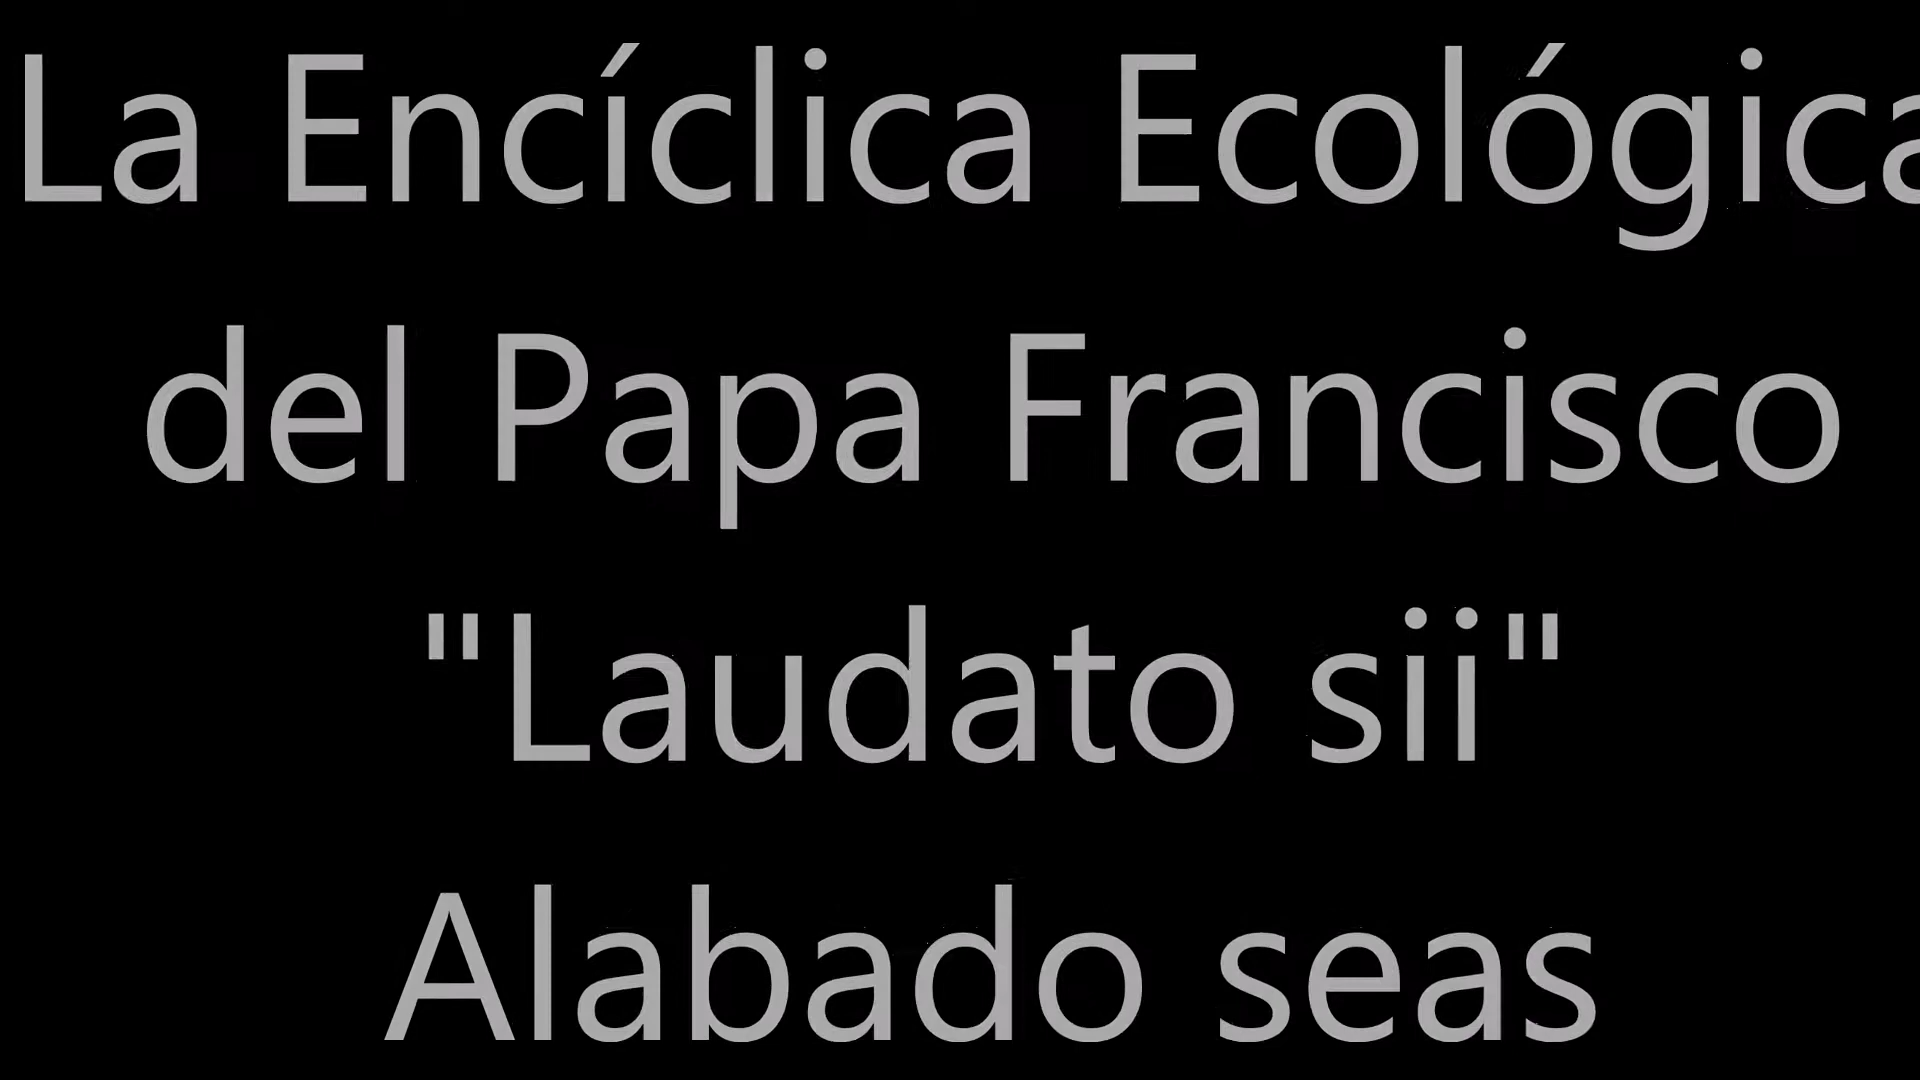 La Encíclica Ecológica
del Papa Francisco
"Laudato sii"
Alabado seas